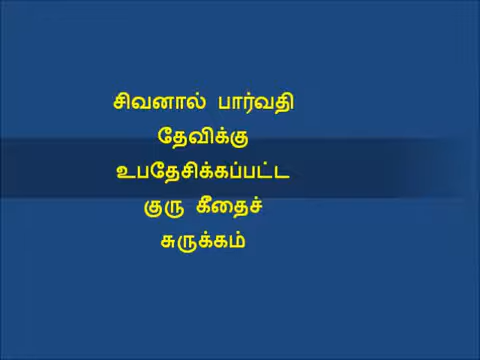 சிவனால் பார்வதி
தேவிக்கு
உபதேசிக்கப்பட்ட
குரு கீதைச்
சுருக்கம்